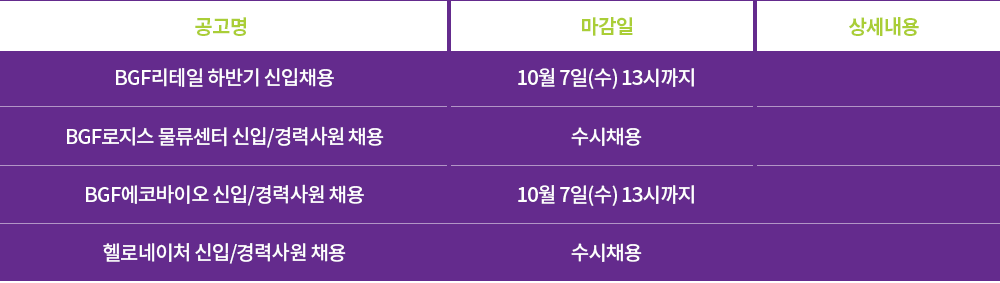 공고명 마감일 상세내용
BGF리테일 하반기 신입채용 10월 7일(수) 13시까지
BGF로지스 물류센터 신입/경력사원 채용 수시채용
BGF에코바이오 신입/경력사원 채용 10월 7일(수) 13시까지
헬로네이처 신입/경력사원 채용 수시채용